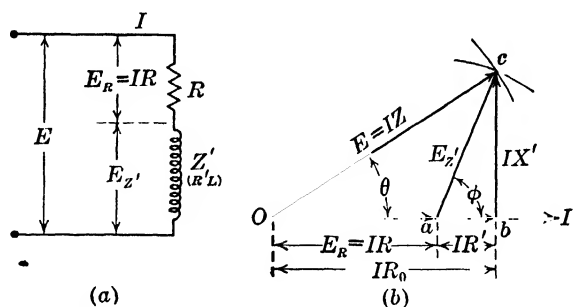 I
E_R=IR
R
E
E_Z'
Z'
(R'L)
(a)
c
E=IZ
E_Z'
IX'
θ
ϕ
O
a
b
I
E_R=IR
IR'
IR_0
(b)